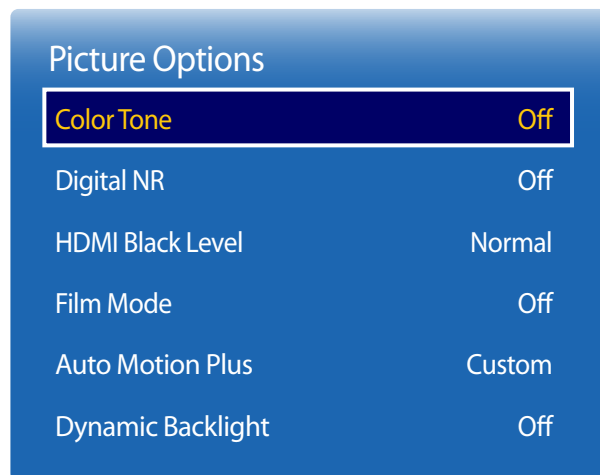 Picture Options
Color Tone Off
Digital NR Off
HDMI Black Level Normal
Film Mode Off
Auto Motion Plus Custom
Dynamic Backlight Off